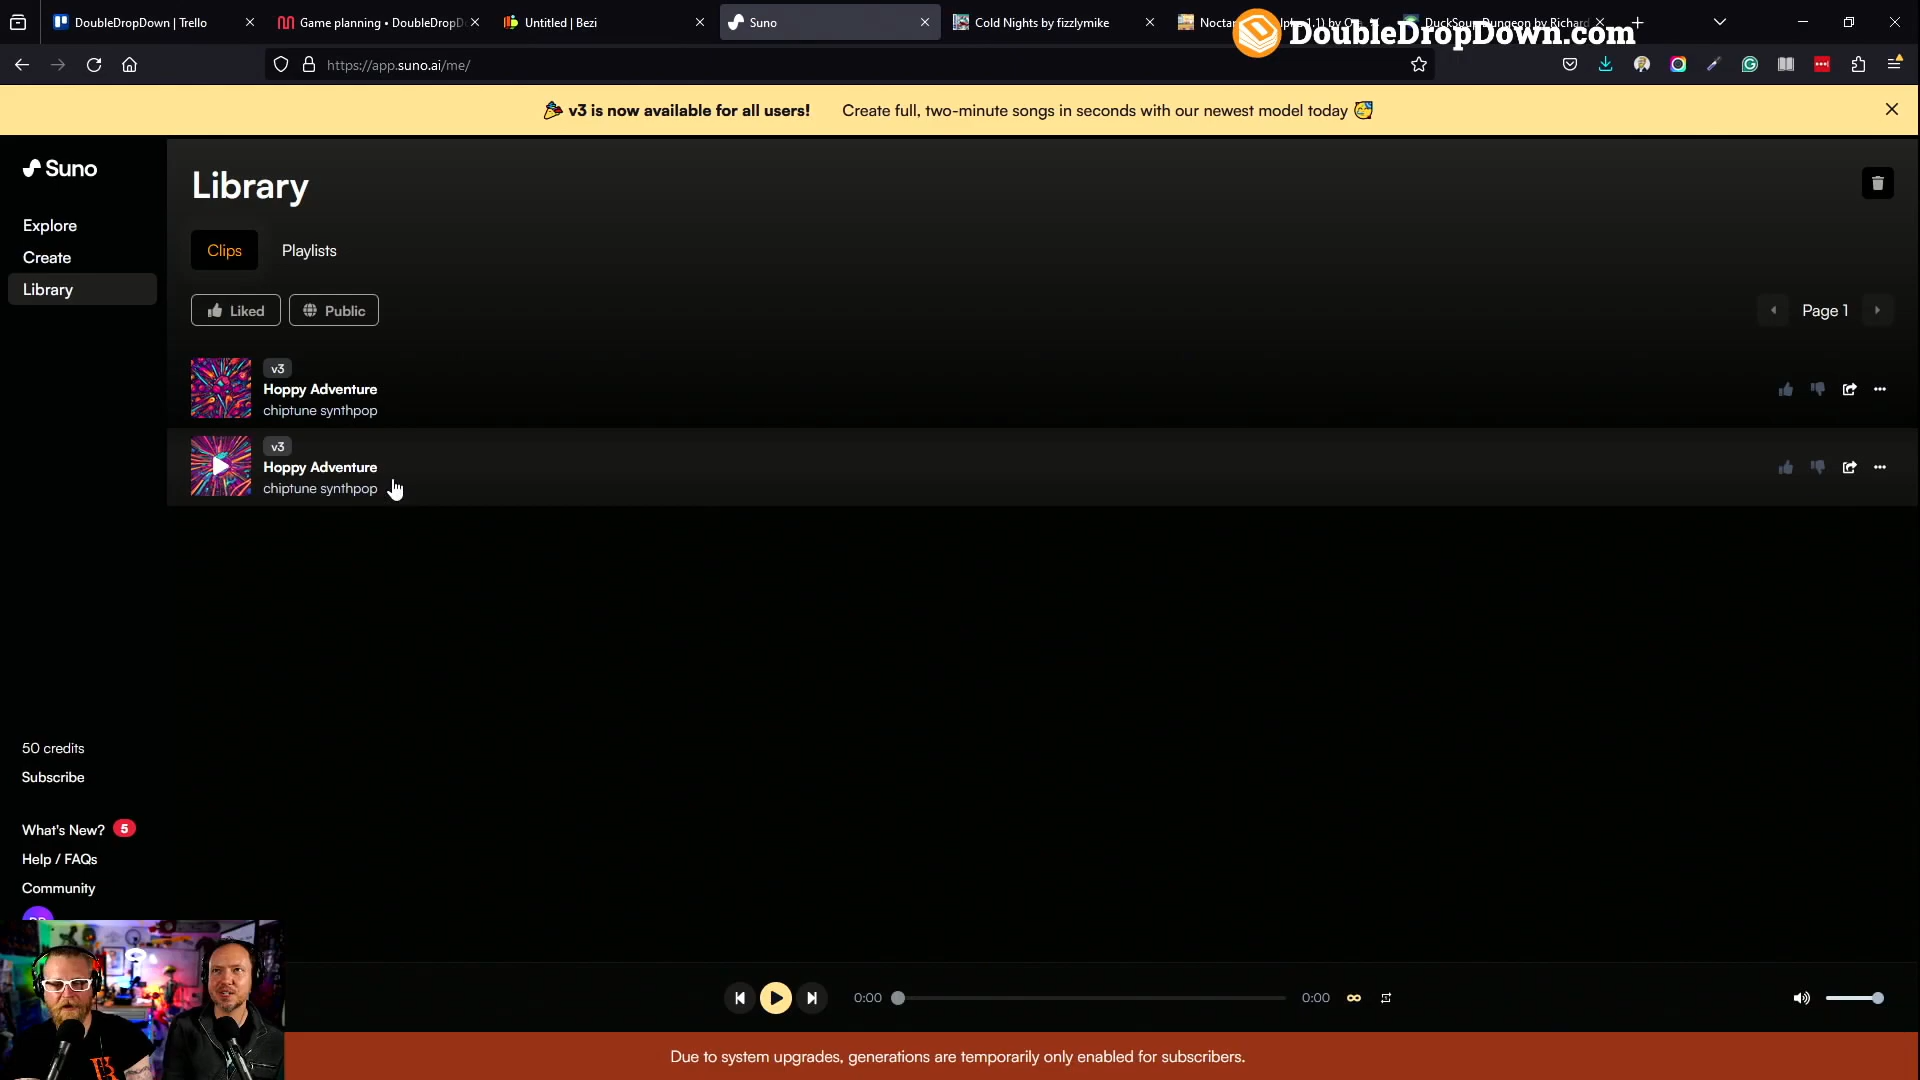 DoubleDropDown | Trello
Game planning • DoubleDropD
Untitled | Bezi
Suno
Cold Nights by fizzlymike
DoubleDropDown.com
https://app.suno.ai/me/
v3 is now available for all users! Create full, two-minute songs in seconds with our newest model today
Suno
Library
Explore
Create
Library
Clips
Playlists
Liked
Public
Page 1
v3
Hoppy Adventure
chiptune synthpop
v3
Hoppy Adventure
chiptune synthpop
50 credits
Subscribe
What's New? 5
Help / FAQs
Community
0:00
0:00
Due to system upgrades, generations are temporarily only enabled for subscribers.